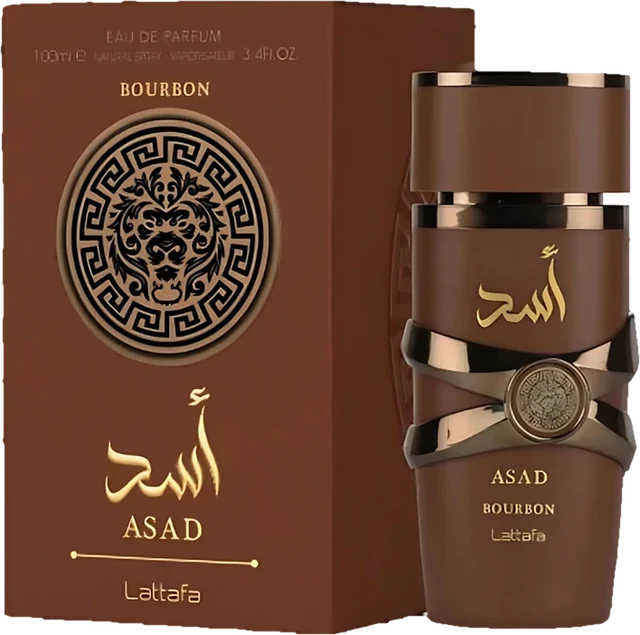 EAU DE PARFUM
100ml e NATURAL SPRAY - VAPORISATEUR 3.4Fl.OZ.
BOURBON
أسد
ASAD
Lattafa
أسد
ASAD
BOURBON
Lattafa